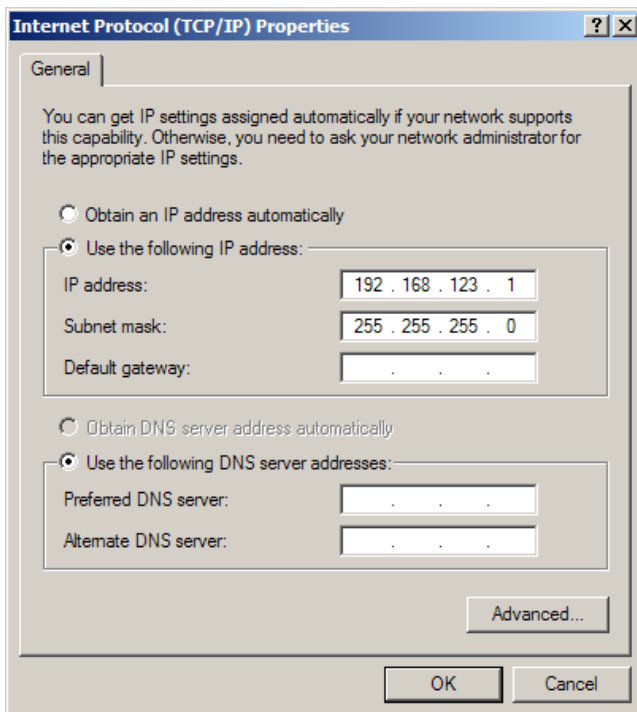 Internet Protocol (TCP/IP) Properties
General
You can get IP settings assigned automatically if your network supports
this capability. Otherwise, you need to ask your network administrator for
the appropriate IP settings.
Obtain an IP address automatically
Use the following IP address:
IP address: 192 . 168 . 123 . 1
Subnet mask: 255 . 255 . 255 . 0
Default gateway: . . .
Obtain DNS server address automatically
Use the following DNS server addresses:
Preferred DNS server: . . .
Alternate DNS server: . . .
Advanced...
OK Cancel